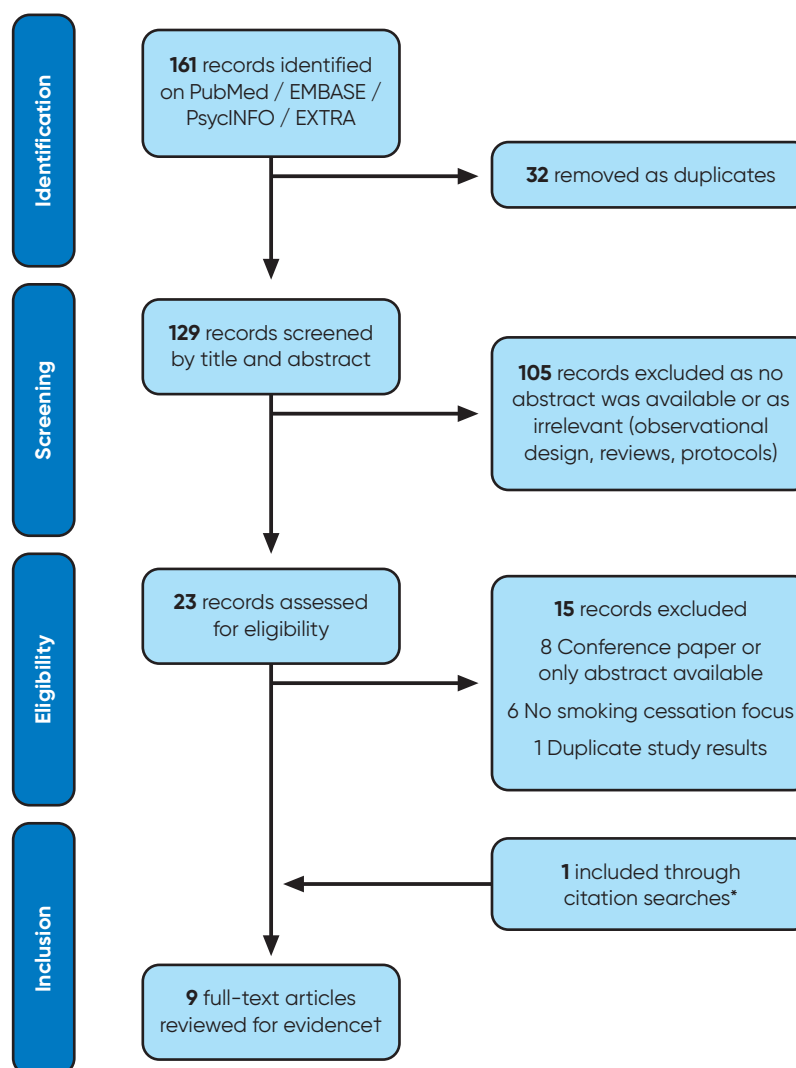 Identification
161 records identified
on PubMed / EMBASE /
PsycINFO / EXTRA
32 removed as duplicates
Screening
129 records screened
by title and abstract
105 records excluded as no
abstract was available or as
irrelevant (observational
design, reviews, protocols)
Eligibility
23 records assessed
for eligibility
15 records excluded
8 Conference paper or
only abstract available
6 No smoking cessation focus
1 Duplicate study results
Inclusion
1 included through
citation searches*
9 full-text articles
reviewed for evidence†